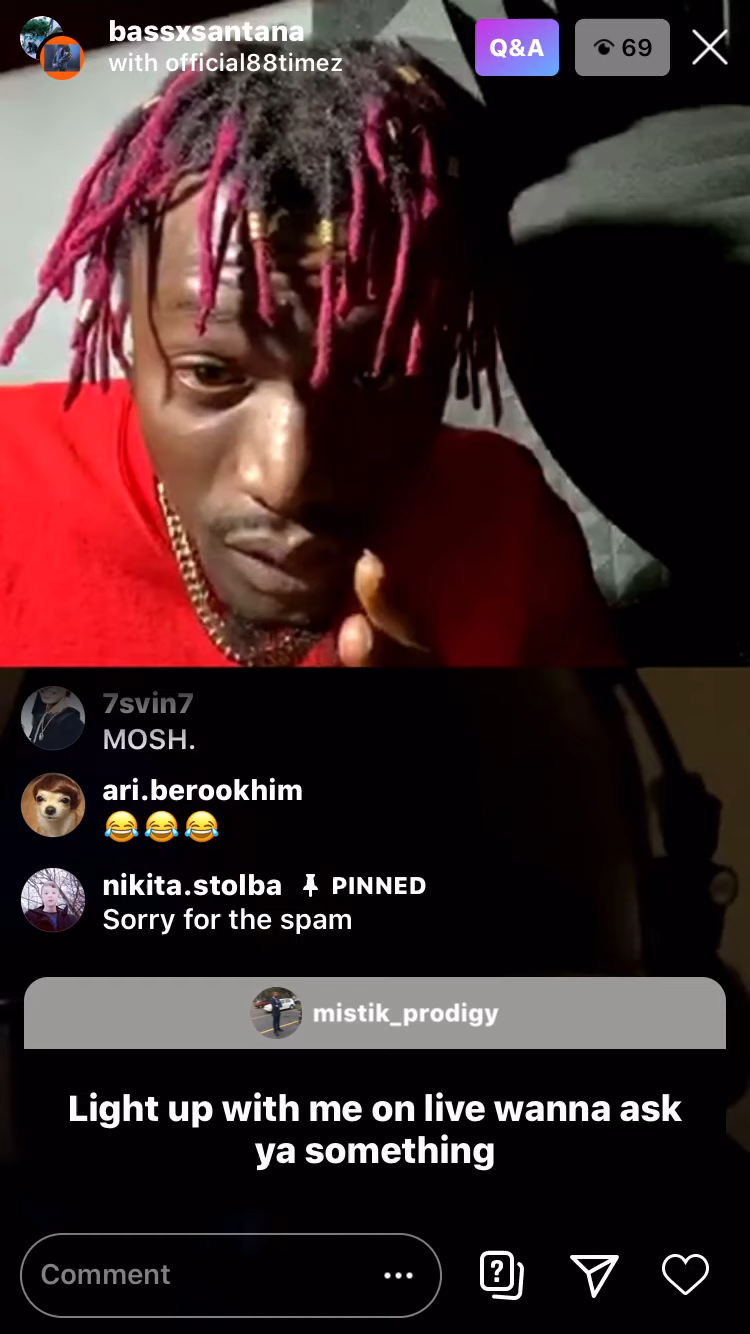 bassxsantana
with official88timez
Q&A
69
7svin7
MOSH.
ari.berookhim
😂😂😂
nikita.stolba PINNED
Sorry for the spam
mistik_prodigy
Light up with me on live wanna ask
ya something
Comment